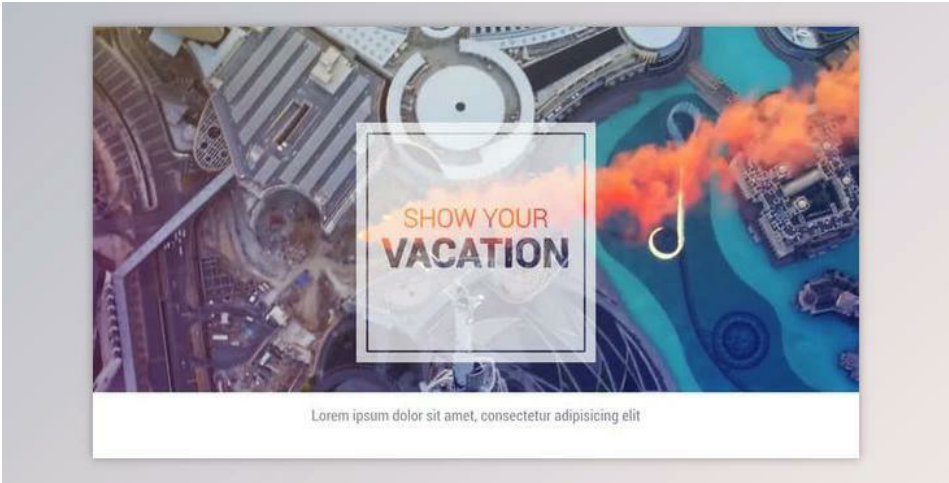 SHOW YOUR
VACATION
Lorem ipsum dolor sit amet, consectetur adipisicing elit